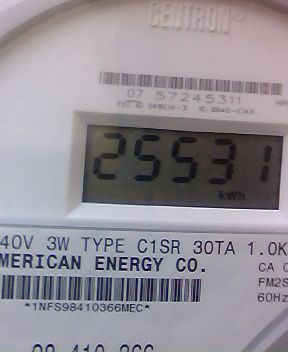 CENTRON®
07 57245311
25531
kWh
40V 3W TYPE C1SR 30TA 1.0K
MERICAN ENERGY CO.
CA 0
FM2S
60Hz
*1NFS98410366MEC*